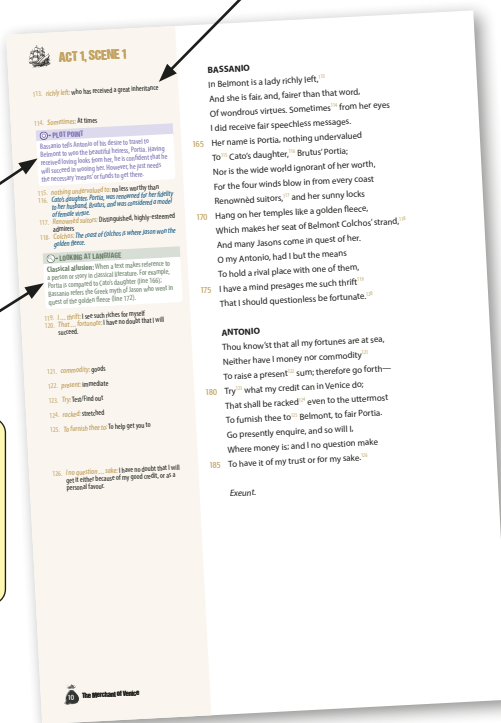 ACT 1, SCENE 1
113. richly left: who has received a great inheritance
114. Sometimes: At times
PLOT POINT
Bassanio tells Antonio of his desire to travel to
Belmont to woo the beautiful heiress, Portia. Having
received loving looks from her, he is confident that he
will succeed in wooing her. However, he just needs
the necessary 'means' or funds to get there.
115. nothing undervalued to: no less worthy than
116. Cato's daughter, Portia, was renowned for her fidelity
to her husband, Brutus, and was considered a model
of female virtue.
117. Renownèd suitors: Distinguished, highly-esteemed
admirers
118. Colchos: The coast of Colchis is where Jason won the
golden fleece.
LOOKING AT LANGUAGE
Classical allusion: When a text makes reference to
a person or story in classical literature. For example,
Portia is compared to Cato's daughter (line 166).
Bassanio refers the Greek myth of Jason who went in
quest of the golden fleece (line 172).
119. I ... thrift: I see such riches for myself
120. That ... fortunate: I have no doubt that I will
succeed.
121. commodity: goods
122. present: immediate
123. Try: Test/Find out
124. racked: stretched
125. To furnish thee to: To help get you to
126. I no question ... sake: I have no doubt that I will
get it either because of my good credit, or as a
personal favour.
10 The Merchant of Venice
BASSANIO
In Belmont is a lady richly left,113
And she is fair, and, fairer than that word,
Of wondrous virtues. Sometimes114 from her eyes
I did receive fair speechless messages.
165 Her name is Portia, nothing undervalued
To115 Cato's daughter,116 Brutus' Portia;
Nor is the wide world ignorant of her worth,
For the four winds blow in from every coast
Renownèd suitors,117 and her sunny locks
170 Hang on her temples like a golden fleece,
Which makes her seat of Belmont Colchos' strand,118
And many Jasons come in quest of her.
O my Antonio, had I but the means
To hold a rival place with one of them,
175 I have a mind presages me such thrift119
That I should questionless be fortunate.120
ANTONIO
Thou know'st that all my fortunes are at sea,
Neither have I money nor commodity121
To raise a present122 sum; therefore go forth—
180 Try123 what my credit can in Venice do;
That shall be racked124 even to the uttermost
To furnish thee to125 Belmont, to fair Portia.
Go presently enquire, and so will I,
Where money is; and I no question make
185 To have it of my trust or for my sake.126
Exeunt.